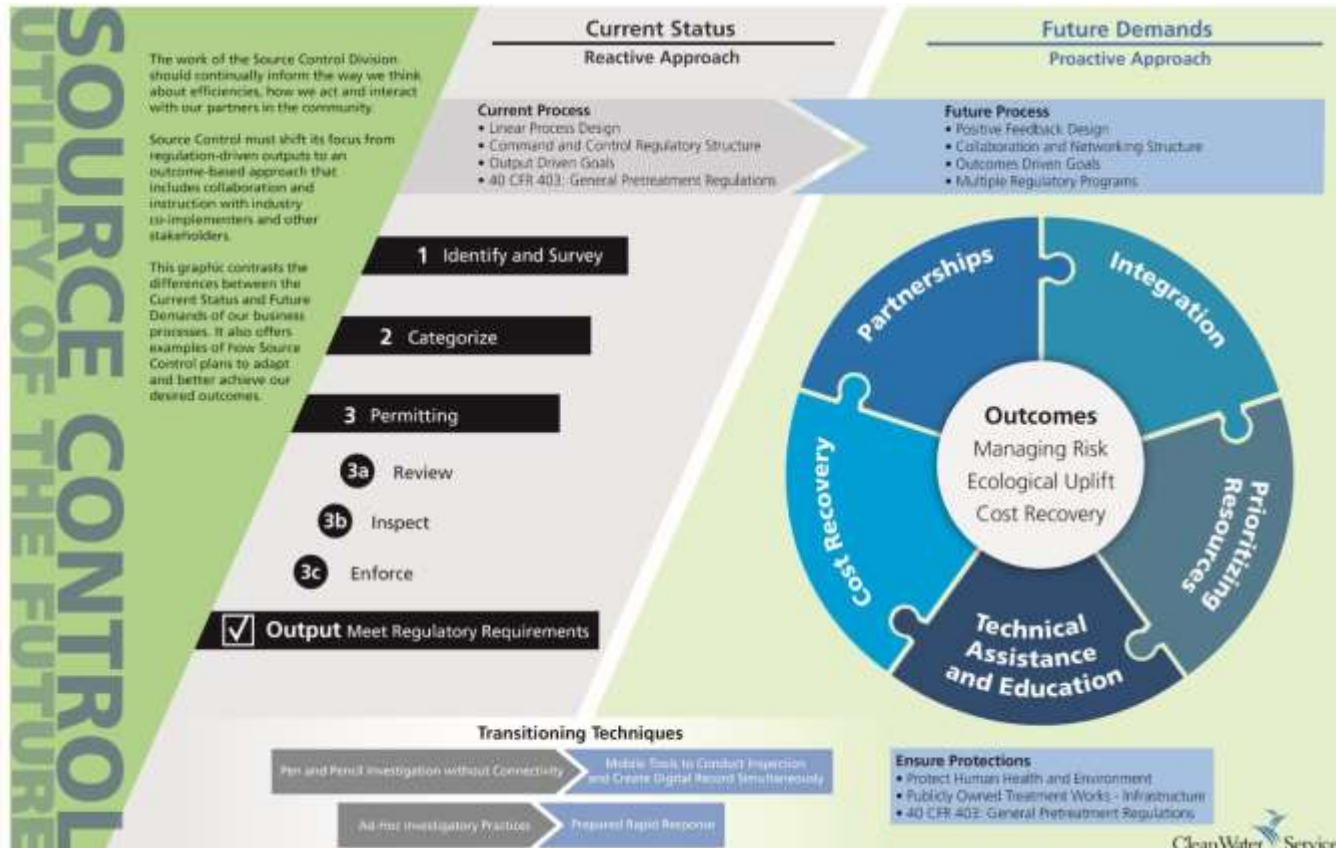 SOURCE CONTROL
UTILITY OF THE FUTURE
The work of the Source Control Division
should continually inform the way we think
about efficiencies, how we act and interact
with our partners in the community.
Source Control must shift its focus from
regulation-driven outputs to an
outcome-based approach that
includes collaboration and
instruction with industry
co-implementers and other
stakeholders.
This graphic contrasts the
differences between the
Current Status and Future
Demands of our business
processes. It also offers
examples of how Source
Control plans to adapt
and better achieve our
desired outcomes.
Current Status
Reactive Approach
Current Process
• Linear Process Design
• Command and Control Regulatory Structure
• Output Driven Goals
• 40 CFR 403: General Pretreatment Regulations
1 Identify and Survey
2 Categorize
3 Permitting
3a Review
3b Inspect
3c Enforce
Output Meet Regulatory Requirements
Future Demands
Proactive Approach
Future Process
• Positive Feedback Design
• Collaboration and Networking Structure
• Outcomes Driven Goals
• Multiple Regulatory Programs
Partnerships
Integration
Prioritizing
Resources
Technical
Assistance
and Education
Cost Recovery
Outcomes
Managing Risk
Ecological Uplift
Cost Recovery
Transitioning Techniques
Pen and Pencil Investigation without Connectivity
Mobile Tools to Conduct Inspection
and Create Digital Record Simultaneously
Ad-Hoc Investigatory Practices
Prepared Rapid Response
Ensure Protections
• Protect Human Health and Environment
• Publicly Owned Treatment Works - Infrastructure
• 40 CFR 403: General Pretreatment Regulations
CleanWater Service